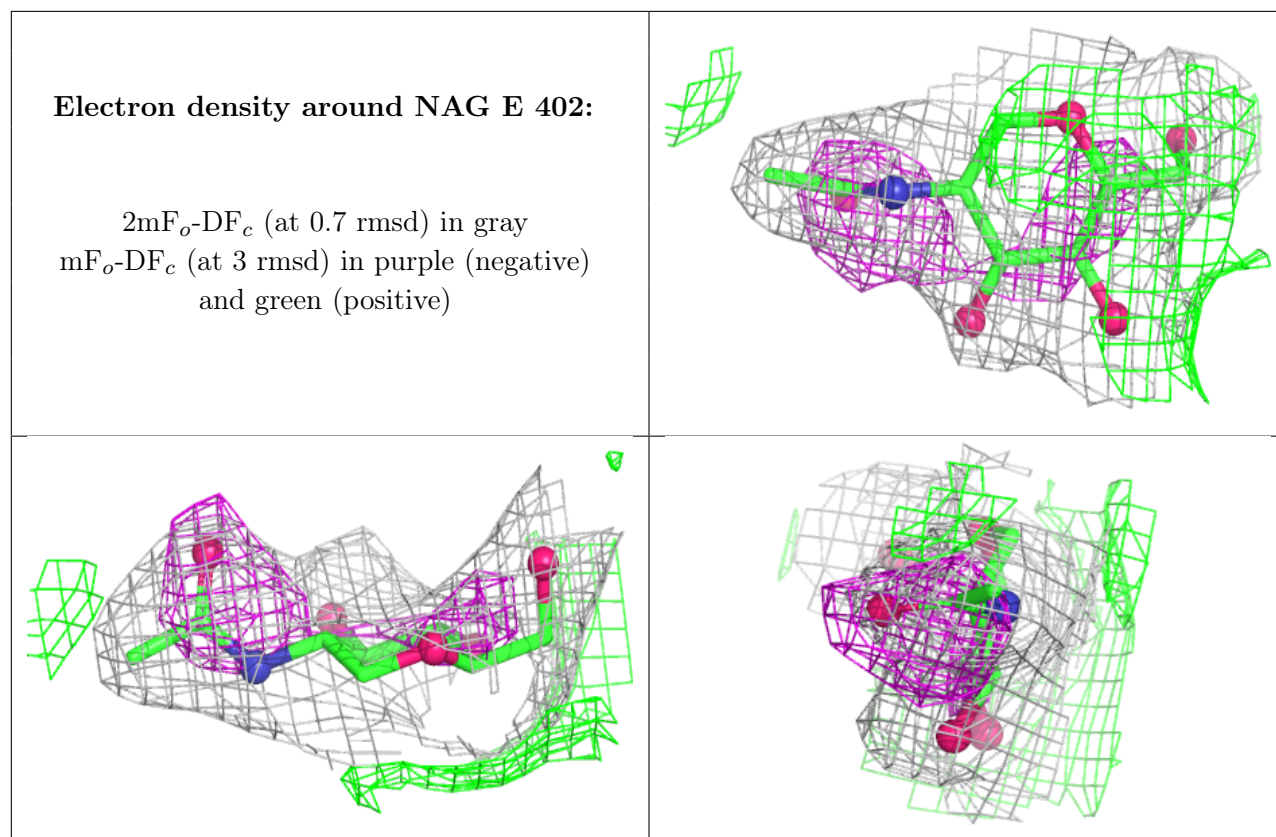 Electron density around NAG E 402:
2mFo-DFc (at 0.7 rmsd) in gray
mFo-DFc (at 3 rmsd) in purple (negative)
and green (positive)